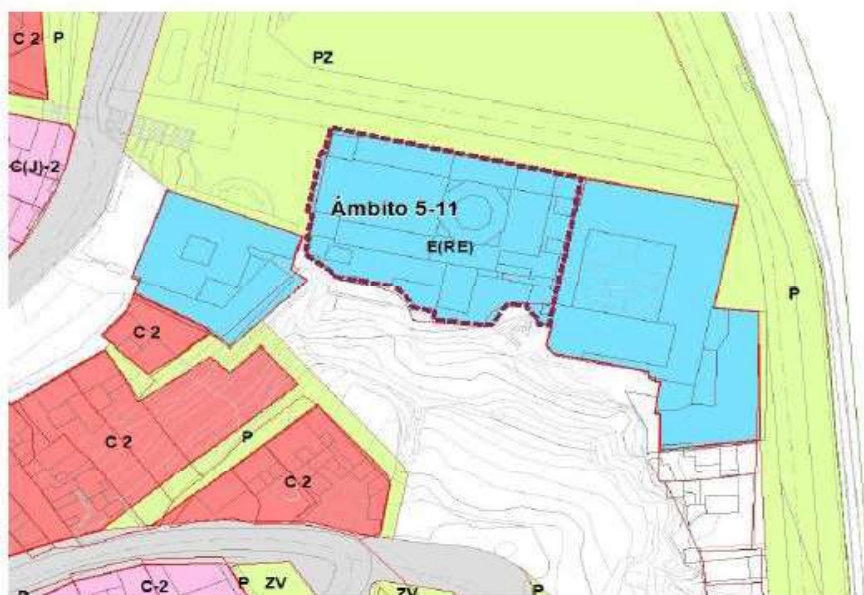 C 2 P
PZ
C(J)-2
Ámbito 5-11
E(RE)
P
C 2
C 2
P
C 2
C-2
P ZV
ZV
P